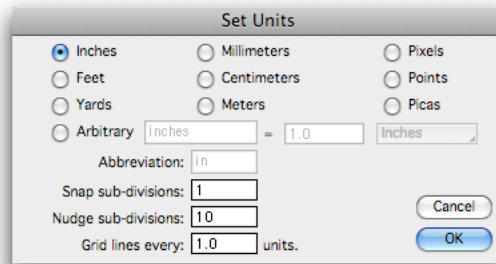 Set Units
Inches Millimeters Pixels
Feet Centimeters Points
Yards Meters Picas
Arbitrary inches = 1.0 Inches
Abbreviation: in
Snap sub-divisions: 1
Nudge sub-divisions: 10
Cancel
Grid lines every: 1.0 units.
OK